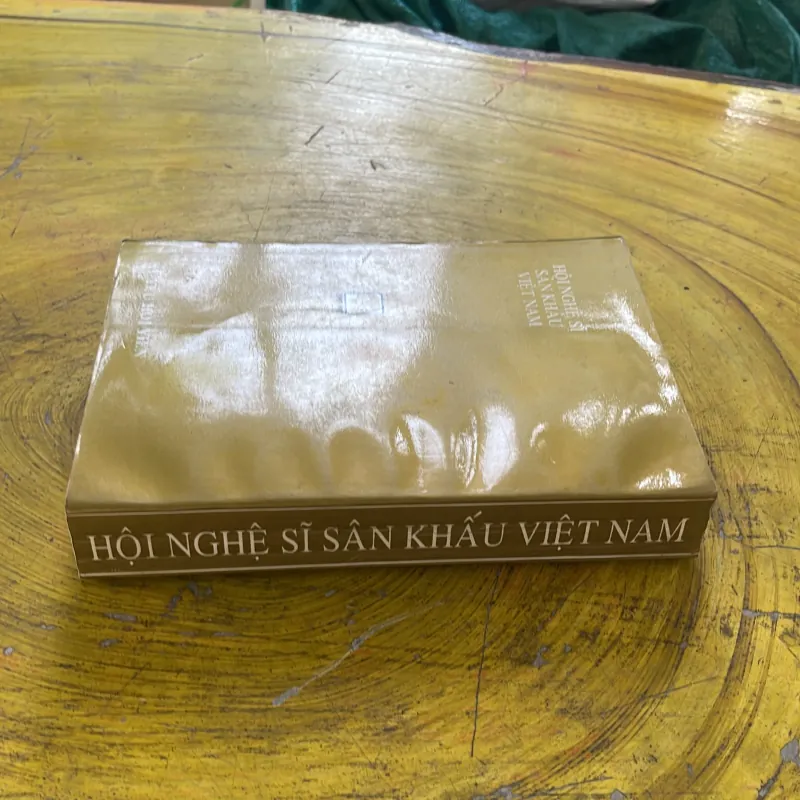 HỘI NGHỆ SĨ
SÂN KHẤU
VIỆT NAM
HỘI NGHỆ SĨ SÂN KHẤU VIỆT NAM